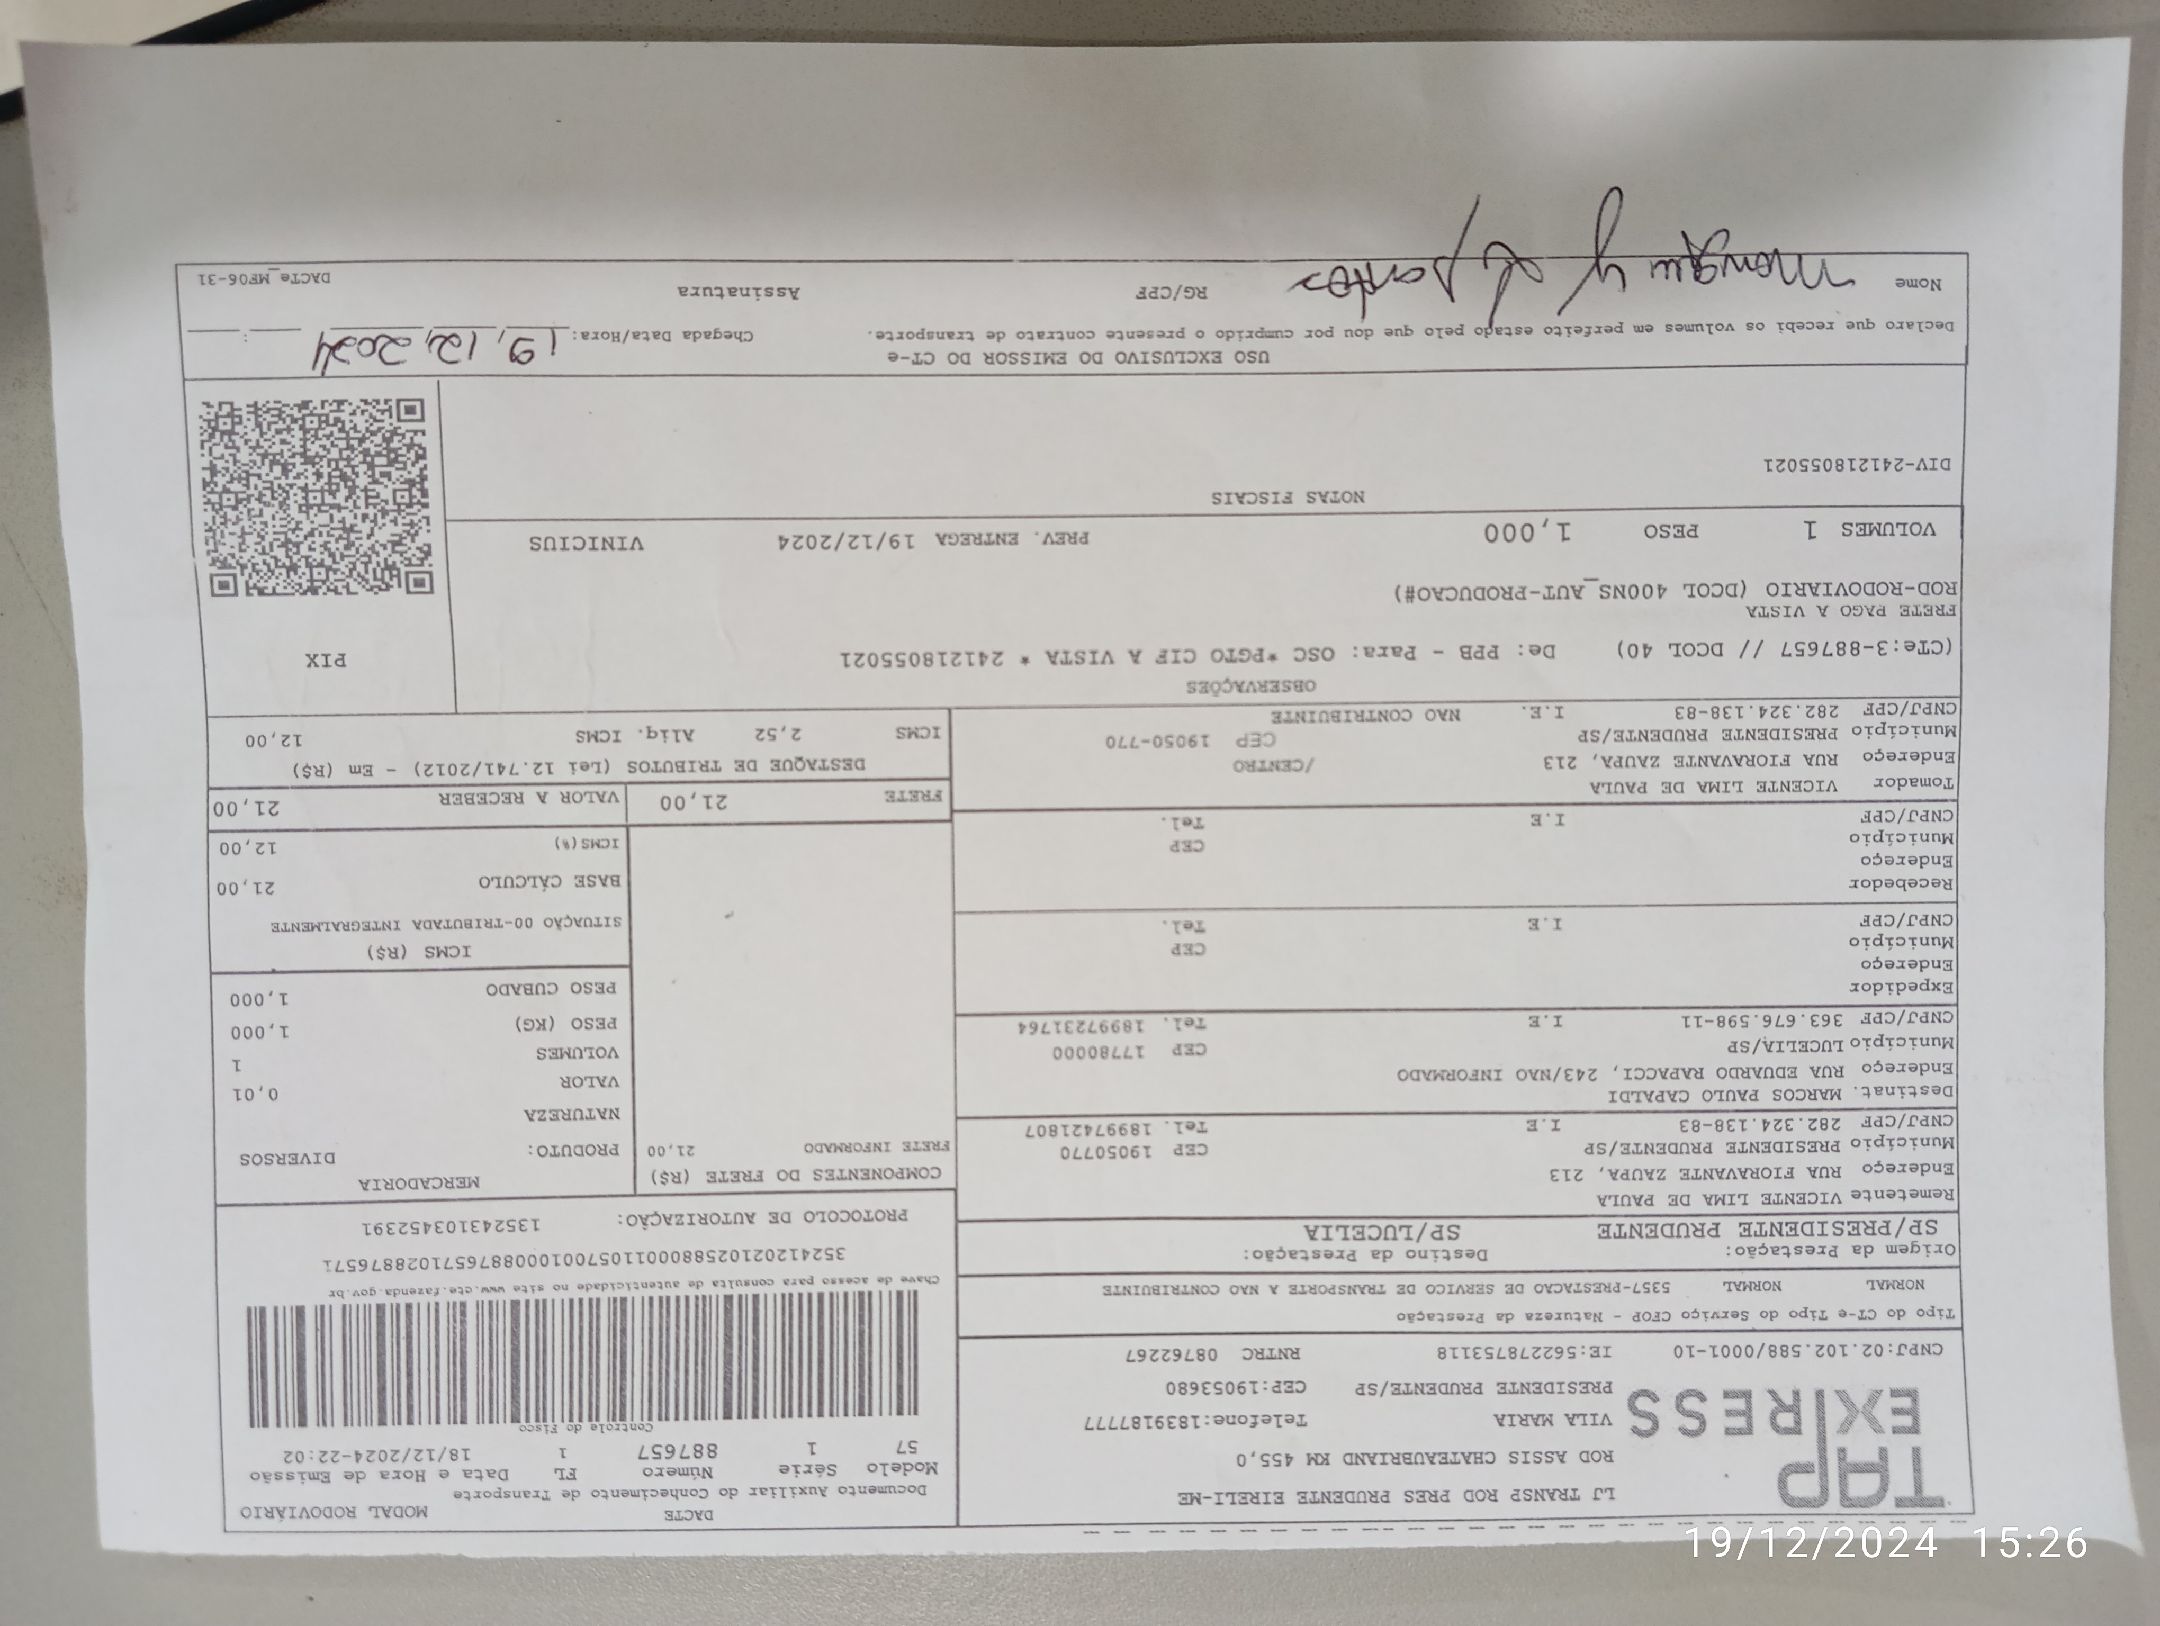 TAP
EXPRESS
LJ TRANSP ROD PRES PRUDENTE EIRELI-ME
ROD ASSIS CHATEAUBRIAND KM 455,0
VILA MARIA Telefone:1839187777
PRESIDENTE PRUDENTE/SP CEP:19053680
CNPJ:02.102.588/0001-10 IE:562278753118 RNTRC 08762267
DACTE MODAL RODOVIÁRIO
Documento Auxiliar do Conhecimento de Transporte
Modelo Série Número FL Data e Hora de Emissão
57 1 887657 1 18/12/2024-22:02
Controle do Fisco
Chave de acesso para consulta de autenticidade no site www.cte.fazenda.gov.br
PROTOCOLO DE AUTORIZAÇÃO: 135243103452391
Tipo do CT-e Tipo do Serviço CFOP - Natureza da Prestação
NORMAL NORMAL 5357-PRESTACAO DE SERVICO DE TRANSPORTE A NAO CONTRIBUINTE
Origem da Prestação: Destino da Prestação:
SP/PRESIDENTE PRUDENTE SP/LUCELIA
Remetente VICENTE LIMA DE PAULA
Endereço RUA FIORAVANTE ZAUPA, 213
Município PRESIDENTE PRUDENTE/SP CEP 19050770
CNPJ/CPF 282.324.138-83 I.E Tel. 18997421807
Destinat. MARCOS PAULO CAPALDI
Endereço RUA EDUARDO RAPACCI, 243/NAO INFORMADO
Município LUCELIA/SP CEP 17780000
CNPJ/CPF 363.676.598-11 I.E Tel. 18997231764
Expedidor
Endereço
Município CEP
CNPJ/CPF I.E Tel.
Recebedor
Endereço
Município CEP
CNPJ/CPF I.E Tel.
Tomador VICENTE LIMA DE PAULA
Endereço RUA FIORAVANTE ZAUPA, 213 /CENTRO
Município PRESIDENTE PRUDENTE/SP CEP 19050-770
CNPJ/CPF 282.324.138-83 I.E. NAO CONTRIBUINTE
COMPONENTES DO FRETE (R$)
FRETE INFORMADO 21,00
MERCADORIA
PRODUTO: DIVERSOS
NATUREZA
VALOR 0,01
VOLUMES 1
PESO (KG) 1,000
PESO CUBADO 1,000
ICMS (R$)
SITUAÇÃO 00-TRIBUTADA INTEGRALMENTE
BASE CÁLCULO 21,00
ICMS(%) 12,00
FRETE 21,00 VALOR A RECEBER 21,00
DESTAQUE DE TRIBUTOS (Lei 12.741/2012) - Em (R$)
ICMS 2,52 Aliq. ICMS 12,00
OBSERVAÇÕES
(CTe:3-887657 // DCOL 40) De: PPB - Para: OSC *PGTO CIF A VISTA * 241218055021
FRETE PAGO A VISTA
ROD-RODOVIARIO (DCOL 400NS_AUT-PRODUCAO#)
VOLUMES 1 PESO 1,000 PREV. ENTREGA 19/12/2024 VINICIUS
PIX
NOTAS FISCAIS
DIV-241218055021
USO EXCLUSIVO DO EMISSOR DO CT-e
Declaro que recebi os volumes em perfeito estado pelo que dou por cumprido o presente contrato de transporte. Chegada Data/Hora: 19, 12, 2024 :
Nome RG/CPF Assinatura DACTe_MF06-31
19/12/2024 15:26